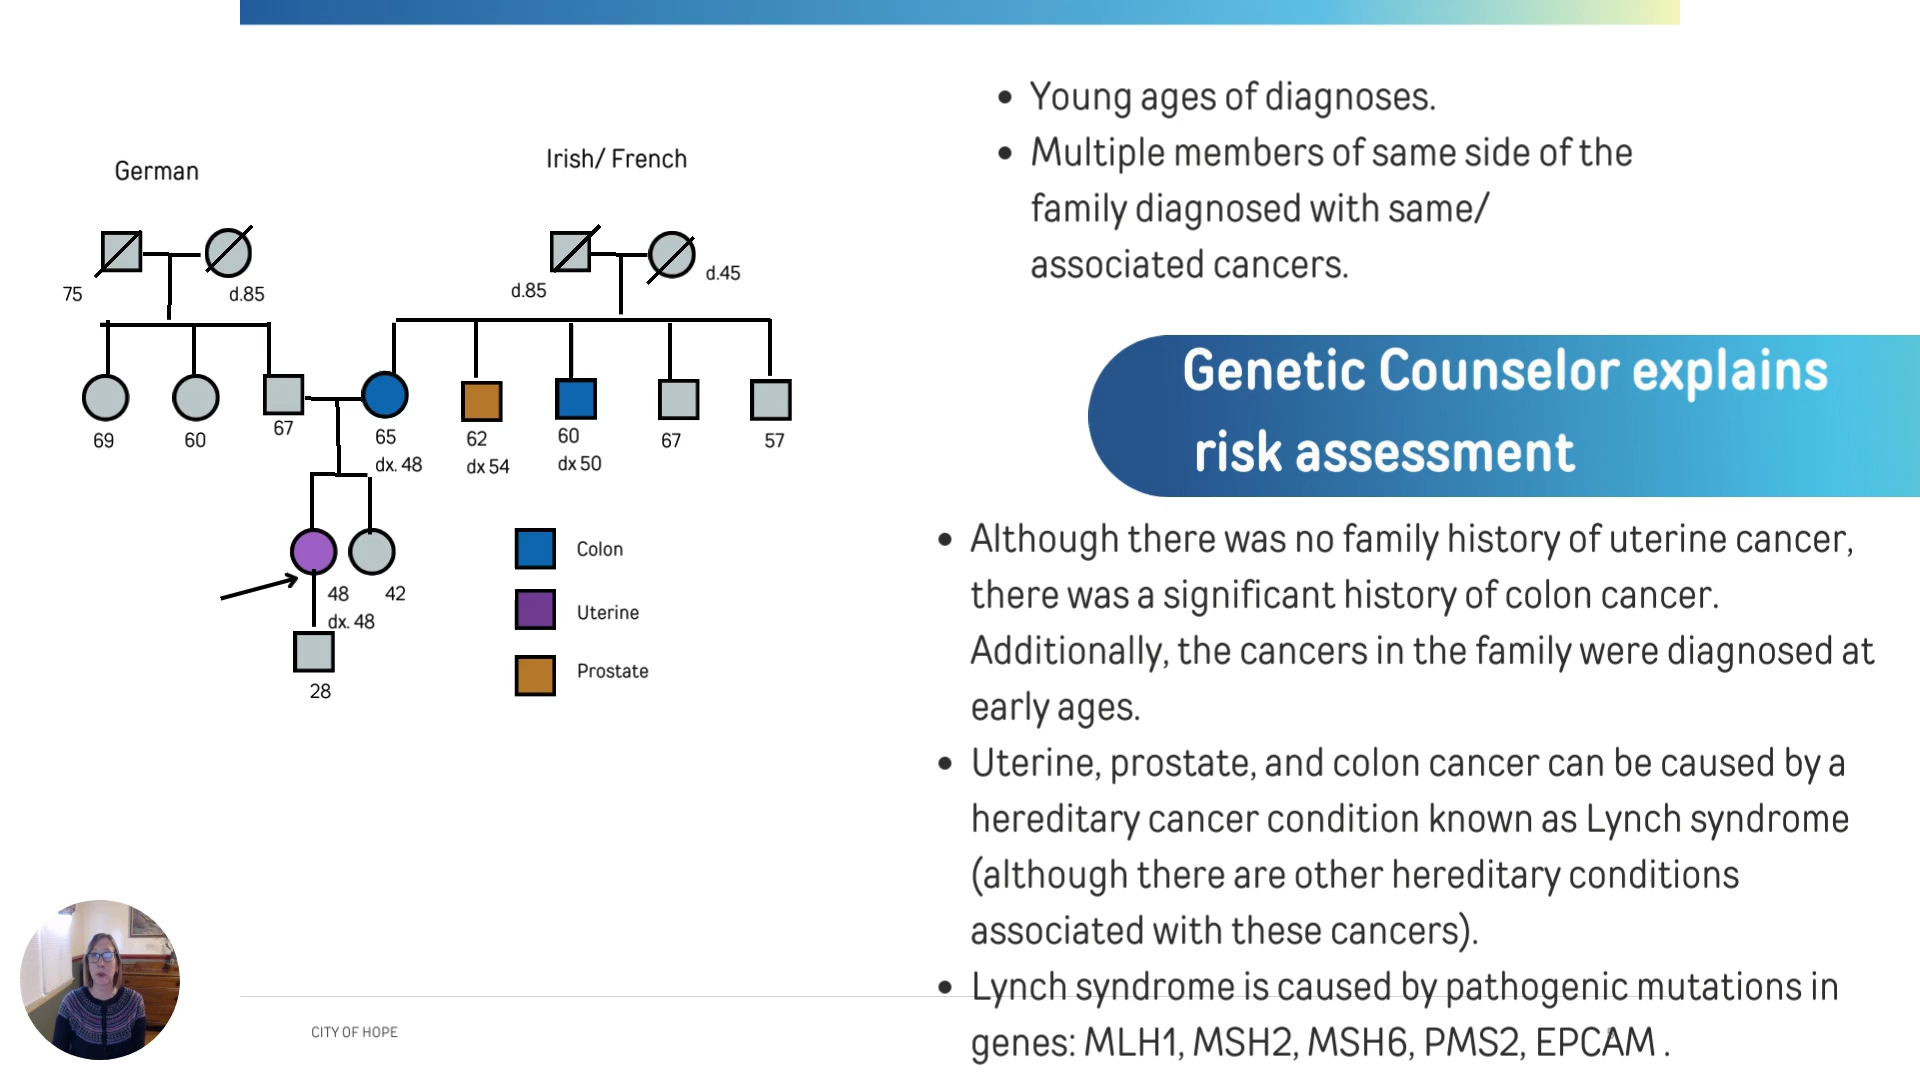 Young ages of diagnoses.
Multiple members of same side of the
family diagnosed with same/
associated cancers.
German
Irish/ French
75
d.85
d.85
d.45
69
60
67
65
dx. 48
62
dx 54
60
dx 50
67
57
48
dx. 48
42
28
Colon
Uterine
Prostate
Genetic Counselor explains
risk assessment
Although there was no family history of uterine cancer,
there was a significant history of colon cancer.
Additionally, the cancers in the family were diagnosed at
early ages.
Uterine, prostate, and colon cancer can be caused by a
hereditary cancer condition known as Lynch syndrome
(although there are other hereditary conditions
associated with these cancers).
Lynch syndrome is caused by pathogenic mutations in
genes: MLH1, MSH2, MSH6, PMS2, EPCAM .
CITY OF HOPE